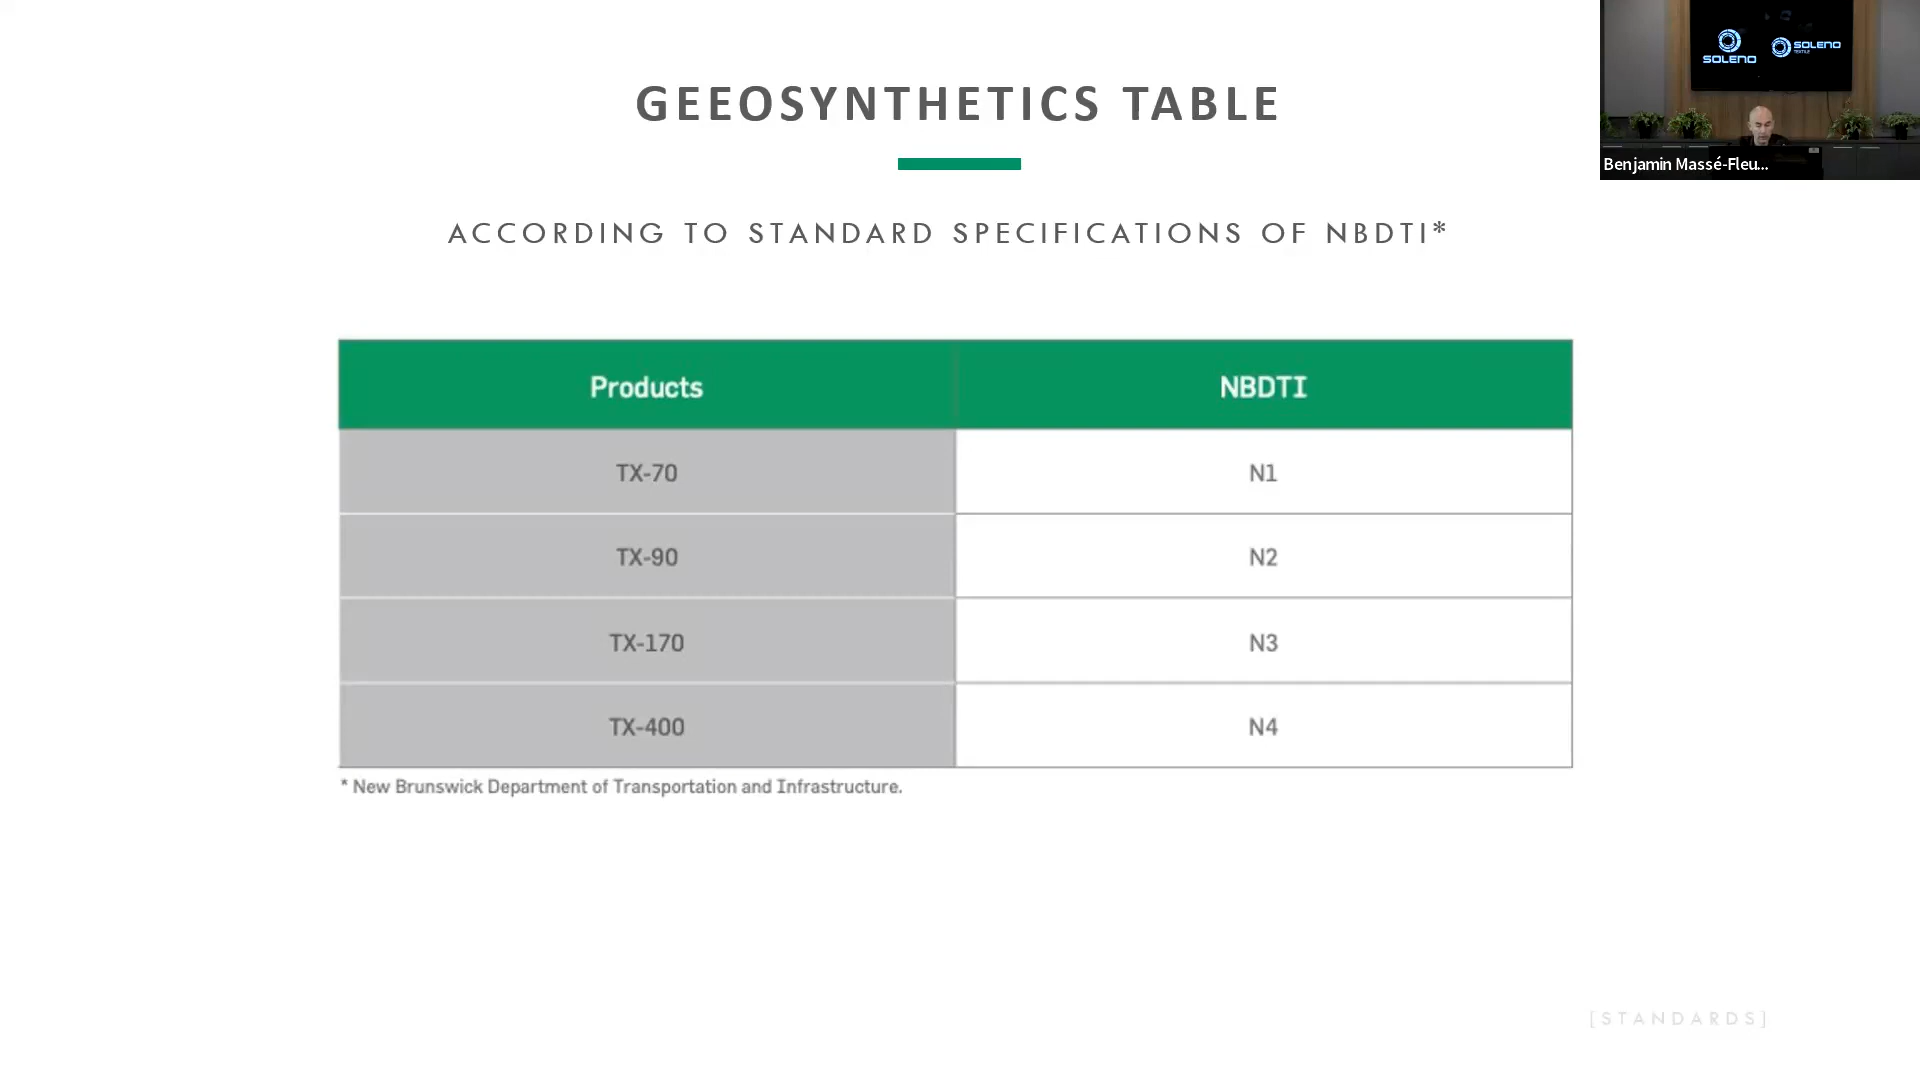 GEEOSYNTHETICS TABLE
ACCORDING TO STANDARD SPECIFICATIONS OF NBDTI*
SOLENO
SOLENO
TEXTILE
Benjamin Massé-Fleu...
Products NBDTI
TX-70 N1
TX-90 N2
TX-170 N3
TX-400 N4
* New Brunswick Department of Transportation and Infrastructure.
[STANDARDS]